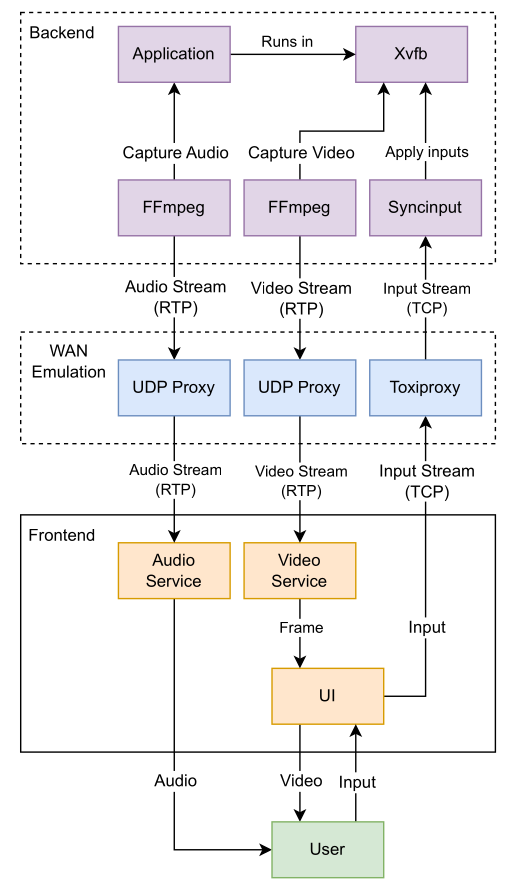 Backend
Application
Runs in
Xvfb
Capture Audio
Capture Video
Apply inputs
FFmpeg
FFmpeg
Syncinput
Audio Stream
(RTP)
Video Stream
(RTP)
Input Stream
(TCP)
WAN
Emulation
UDP Proxy
UDP Proxy
Toxiproxy
Audio Stream
(RTP)
Video Stream
(RTP)
Input Stream
(TCP)
Frontend
Audio
Service
Video
Service
Frame
Input
UI
Audio
Video
Input
User